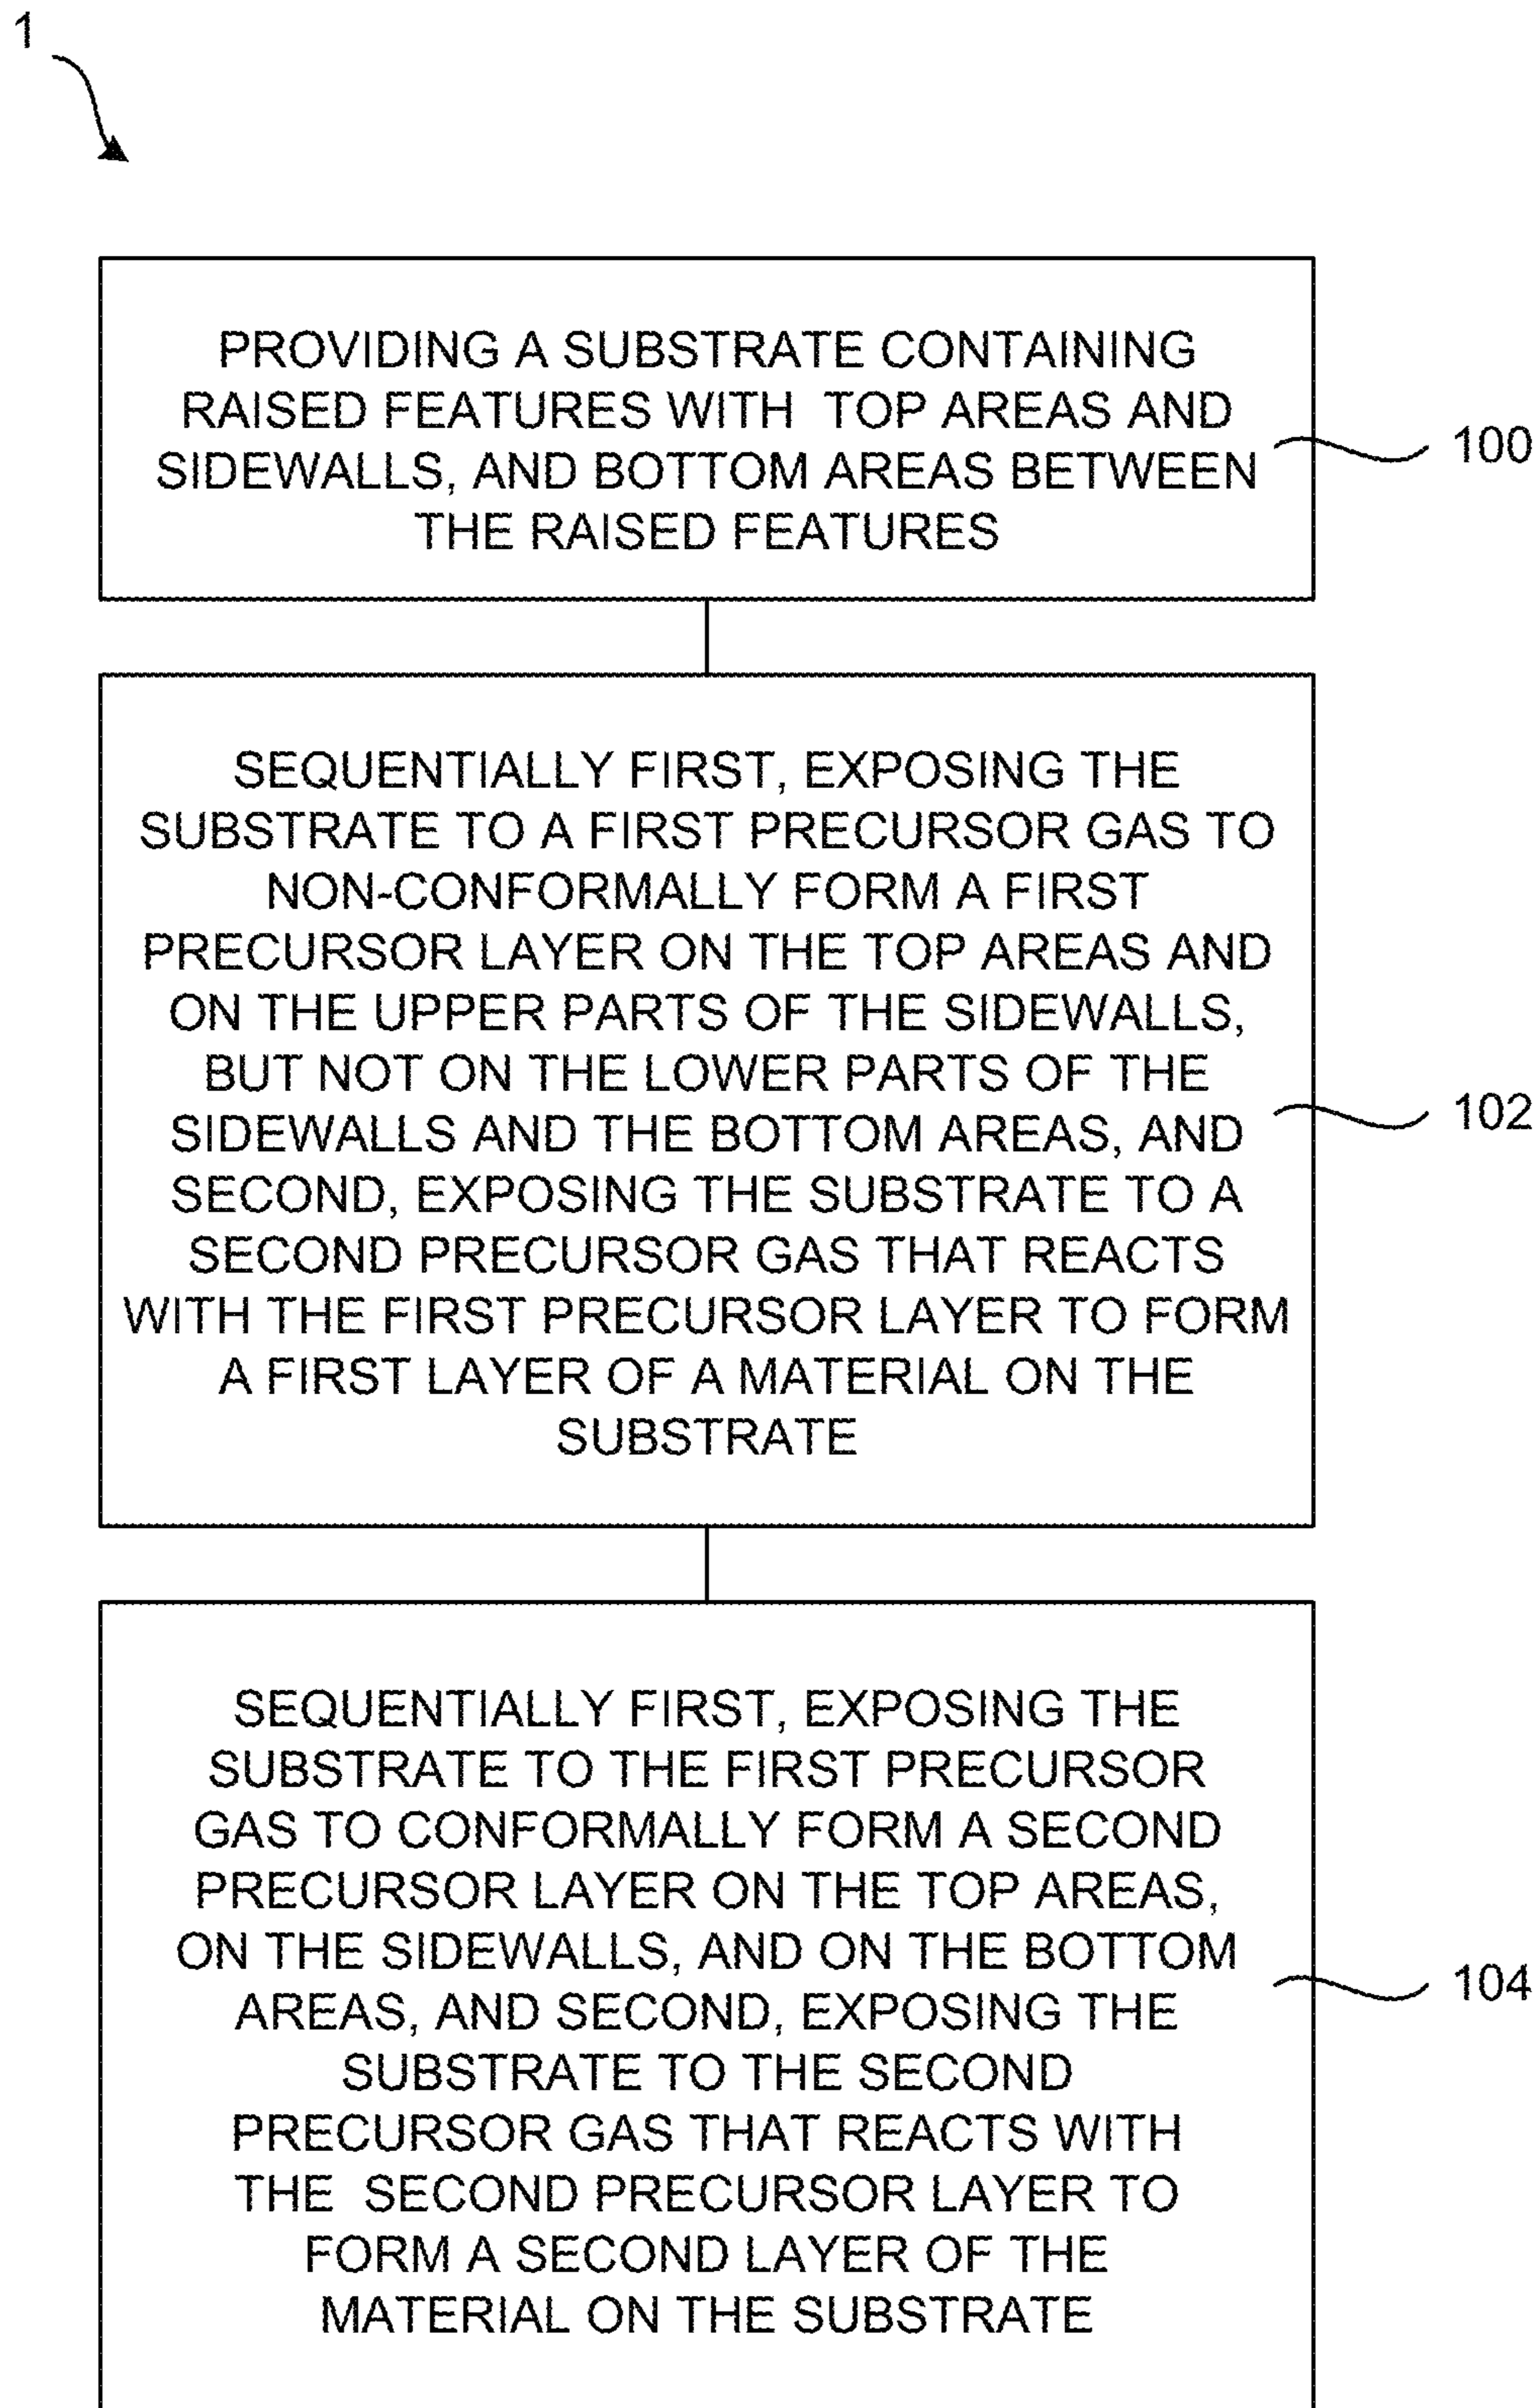 1
PROVIDING A SUBSTRATE CONTAINING
RAISED FEATURES WITH TOP AREAS AND
SIDEWALLS, AND BOTTOM AREAS BETWEEN
THE RAISED FEATURES
100
SEQUENTIALLY FIRST, EXPOSING THE
SUBSTRATE TO A FIRST PRECURSOR GAS TO
NON-CONFORMALLY FORM A FIRST
PRECURSOR LAYER ON THE TOP AREAS AND
ON THE UPPER PARTS OF THE SIDEWALLS,
BUT NOT ON THE LOWER PARTS OF THE
SIDEWALLS AND THE BOTTOM AREAS, AND
SECOND, EXPOSING THE SUBSTRATE TO A
SECOND PRECURSOR GAS THAT REACTS
WITH THE FIRST PRECURSOR LAYER TO FORM
A FIRST LAYER OF A MATERIAL ON THE
SUBSTRATE
102
SEQUENTIALLY FIRST, EXPOSING THE
SUBSTRATE TO THE FIRST PRECURSOR
GAS TO CONFORMALLY FORM A SECOND
PRECURSOR LAYER ON THE TOP AREAS,
ON THE SIDEWALLS, AND ON THE BOTTOM
AREAS, AND SECOND, EXPOSING THE
SUBSTRATE TO THE SECOND
PRECURSOR GAS THAT REACTS WITH
THE SECOND PRECURSOR LAYER TO
FORM A SECOND LAYER OF THE
MATERIAL ON THE SUBSTRATE
104